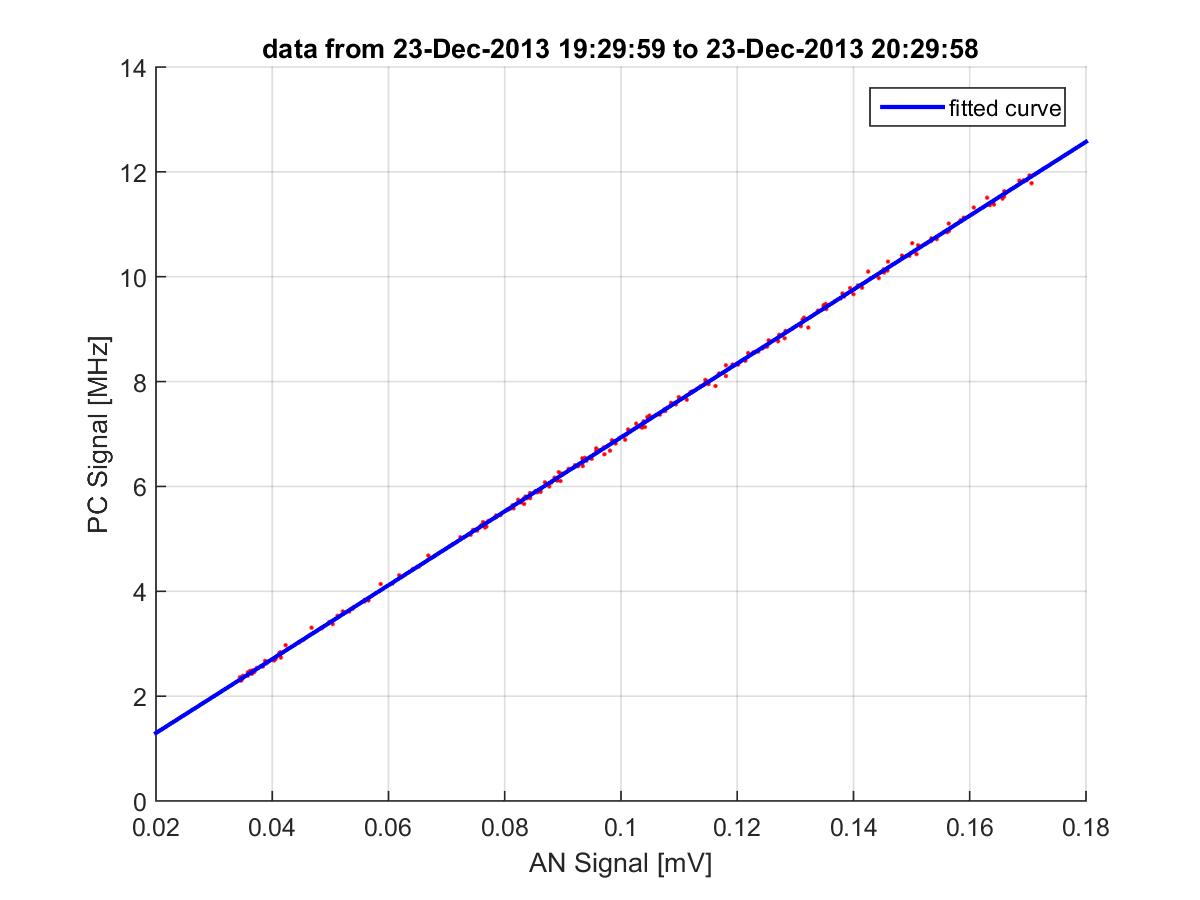 data from 23-Dec-2013 19:29:59 to 23-Dec-2013 20:29:58
fitted curve
14
12
10
8
6
4
2
0
PC Signal [MHz]
0.02 0.04 0.06 0.08 0.1 0.12 0.14 0.16 0.18
AN Signal [mV]